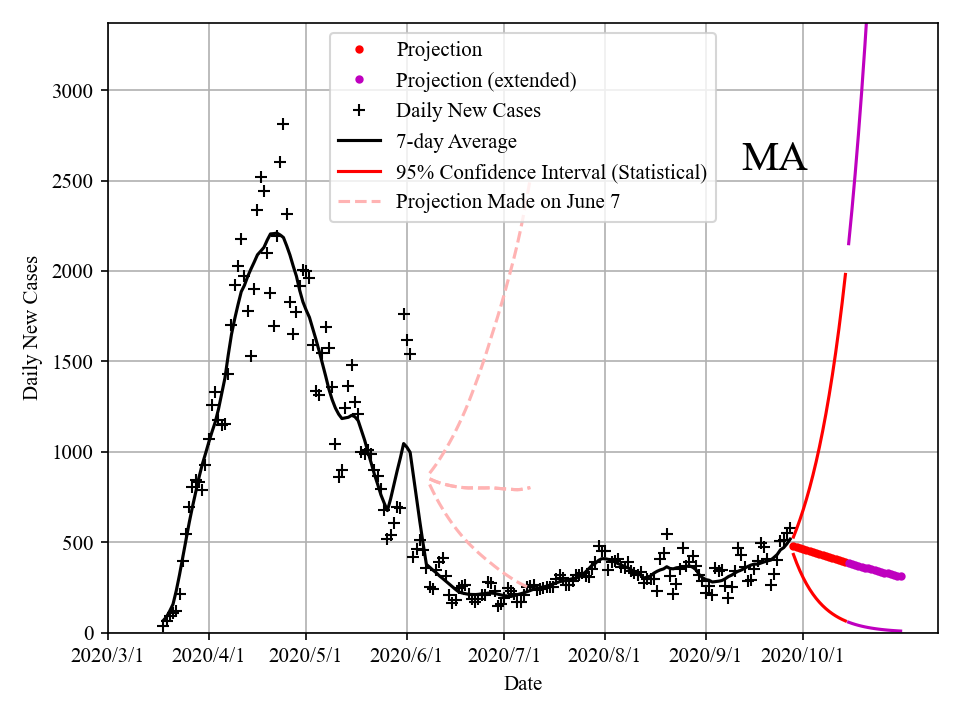 Projection
Projection (extended)
Daily New Cases
7-day Average
95% Confidence Interval (Statistical)
Projection Made on June 7
MA
3000
2500
2000
1500
1000
500
0
Daily New Cases
2020/3/1 2020/4/1 2020/5/1 2020/6/1 2020/7/1 2020/8/1 2020/9/1 2020/10/1
Date